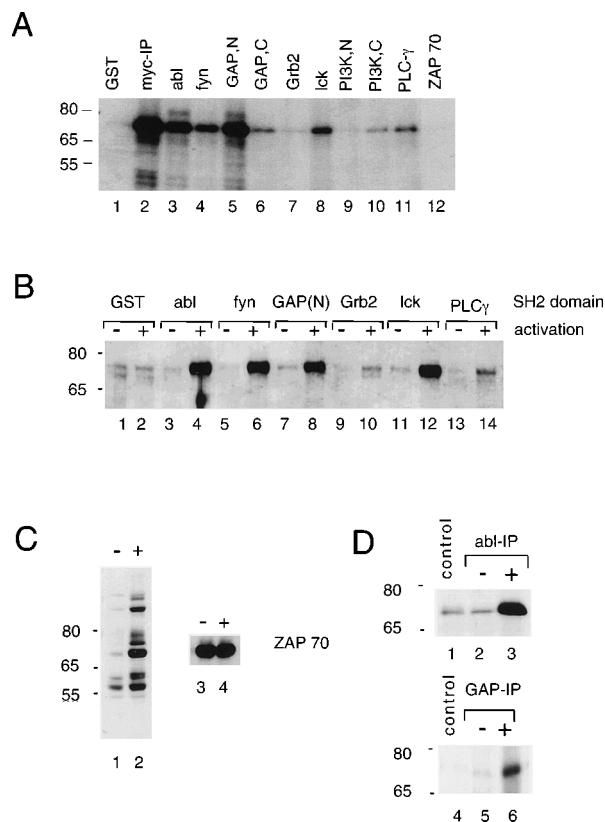 A
GST
myc-IP
abl
fyn
GAP,N
GAP,C
Grb2
lck
PI3K,N
PI3K,C
PLC-γ
ZAP 70
80 –
65 –
55 –
1 2 3 4 5 6 7 8 9 10 11 12
B
GST abl fyn GAP(N) Grb2 lck PLCγ SH2 domain
- + - + - + - + - + - + - + activation
80 -
65 -
1 2 3 4 5 6 7 8 9 10 11 12 13 14
C
- +
80 -
65 -
55 -
1 2
- +
ZAP 70
3 4
D
control
abl-IP
- +
80 -
65 -
1 2 3
control
GAP-IP
- +
80 -
65 -
4 5 6